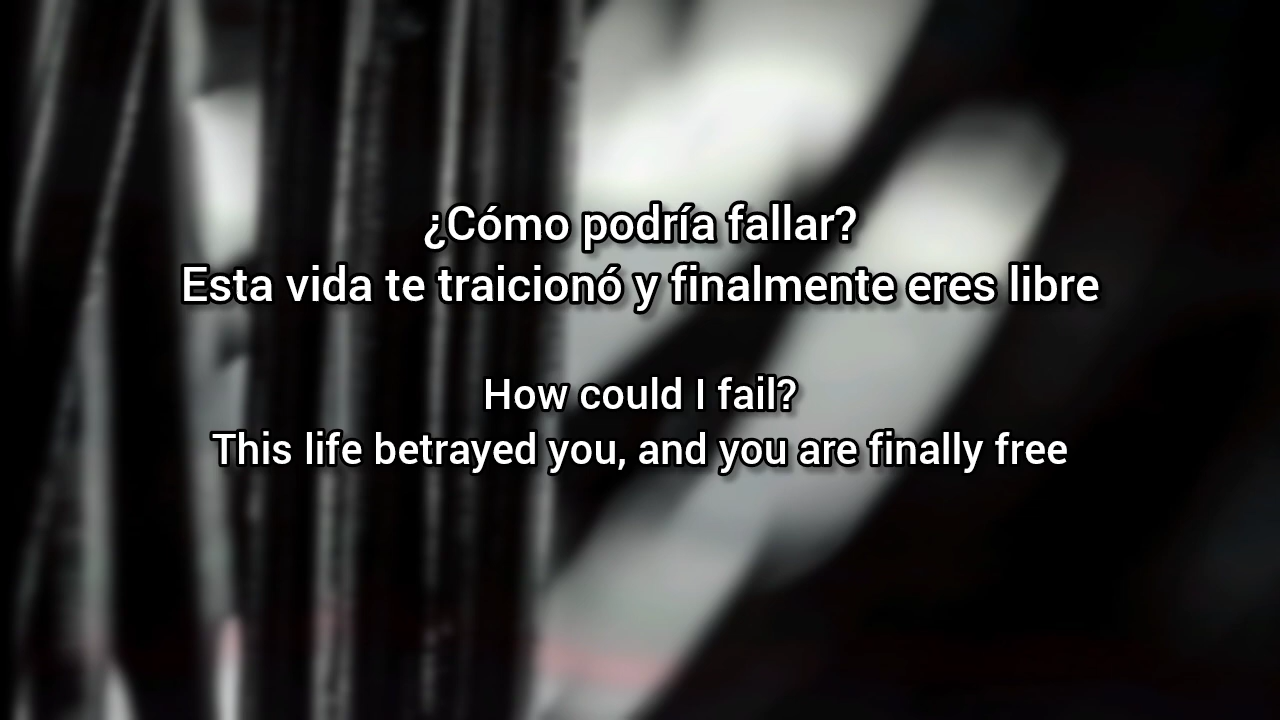 ¿Cómo podría fallar?
Esta vida te traicionó y finalmente eres libre
How could I fail?
This life betrayed you, and you are finally free